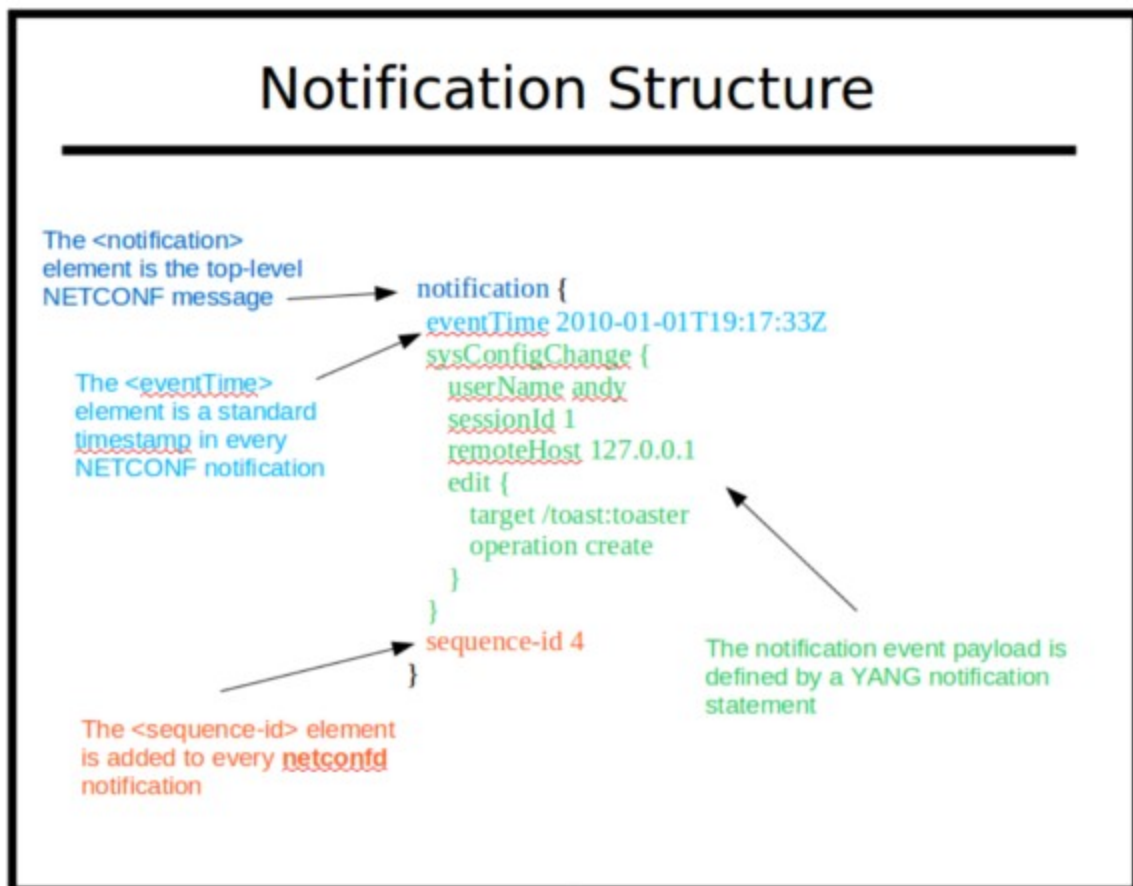 Notification Structure
The <notification>
element is the top-level
NETCONF message
notification {
eventTime 2010-01-01T19:17:33Z
sysConfigChange {
userName andy
sessionId 1
remoteHost 127.0.0.1
edit {
target /toast:toaster
operation create
}
}
sequence-id 4
}
The <eventTime>
element is a standard
timestamp in every
NETCONF notification
The notification event payload is
defined by a YANG notification
statement
The <sequence-id> element
is added to every netconfd
notification